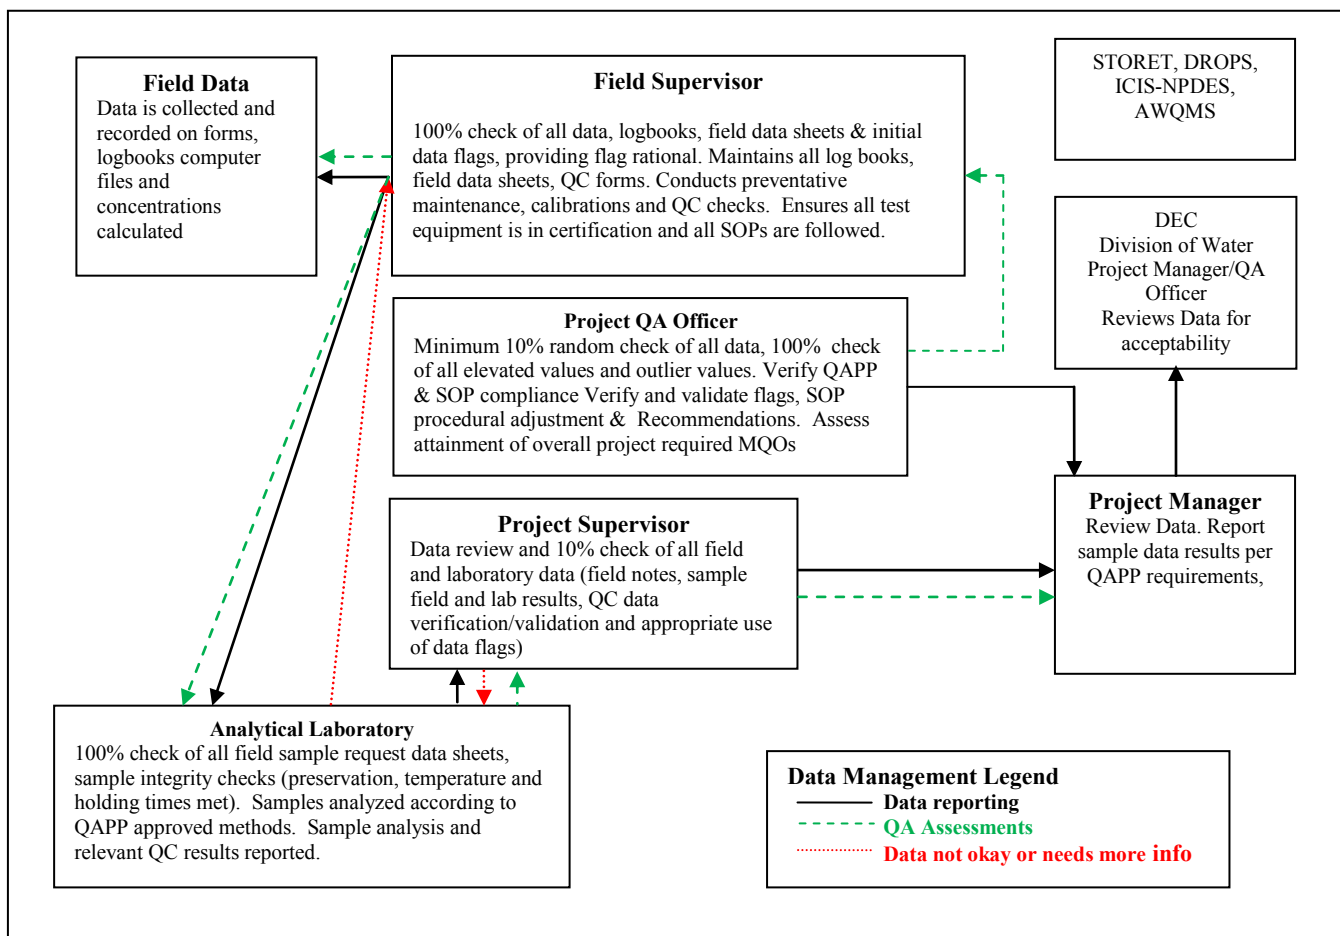 Field Data
Data is collected and
recorded on forms,
logbooks computer
files and
concentrations
calculated
Field Supervisor
100% check of all data, logbooks, field data sheets & initial
data flags, providing flag rational. Maintains all log books,
field data sheets, QC forms. Conducts preventative
maintenance, calibrations and QC checks. Ensures all test
equipment is in certification and all SOPs are followed.
STORET, DROPS,
ICIS-NPDES,
AWQMS
DEC
Division of Water
Project Manager/QA
Officer
Reviews Data for
acceptability
Project QA Officer
Minimum 10% random check of all data, 100% check
of all elevated values and outlier values. Verify QAPP
& SOP compliance Verify and validate flags, SOP
procedural adjustment & Recommendations. Assess
attainment of overall project required MQOs
Project Supervisor
Data review and 10% check of all field
and laboratory data (field notes, sample
field and lab results, QC data
verification/validation and appropriate use
of data flags)
Project Manager
Review Data. Report
sample data results per
QAPP requirements,
Analytical Laboratory
100% check of all field sample request data sheets,
sample integrity checks (preservation, temperature and
holding times met). Samples analyzed according to
QAPP approved methods. Sample analysis and
relevant QC results reported.
Data Management Legend
Data reporting
QA Assessments
Data not okay or needs more info